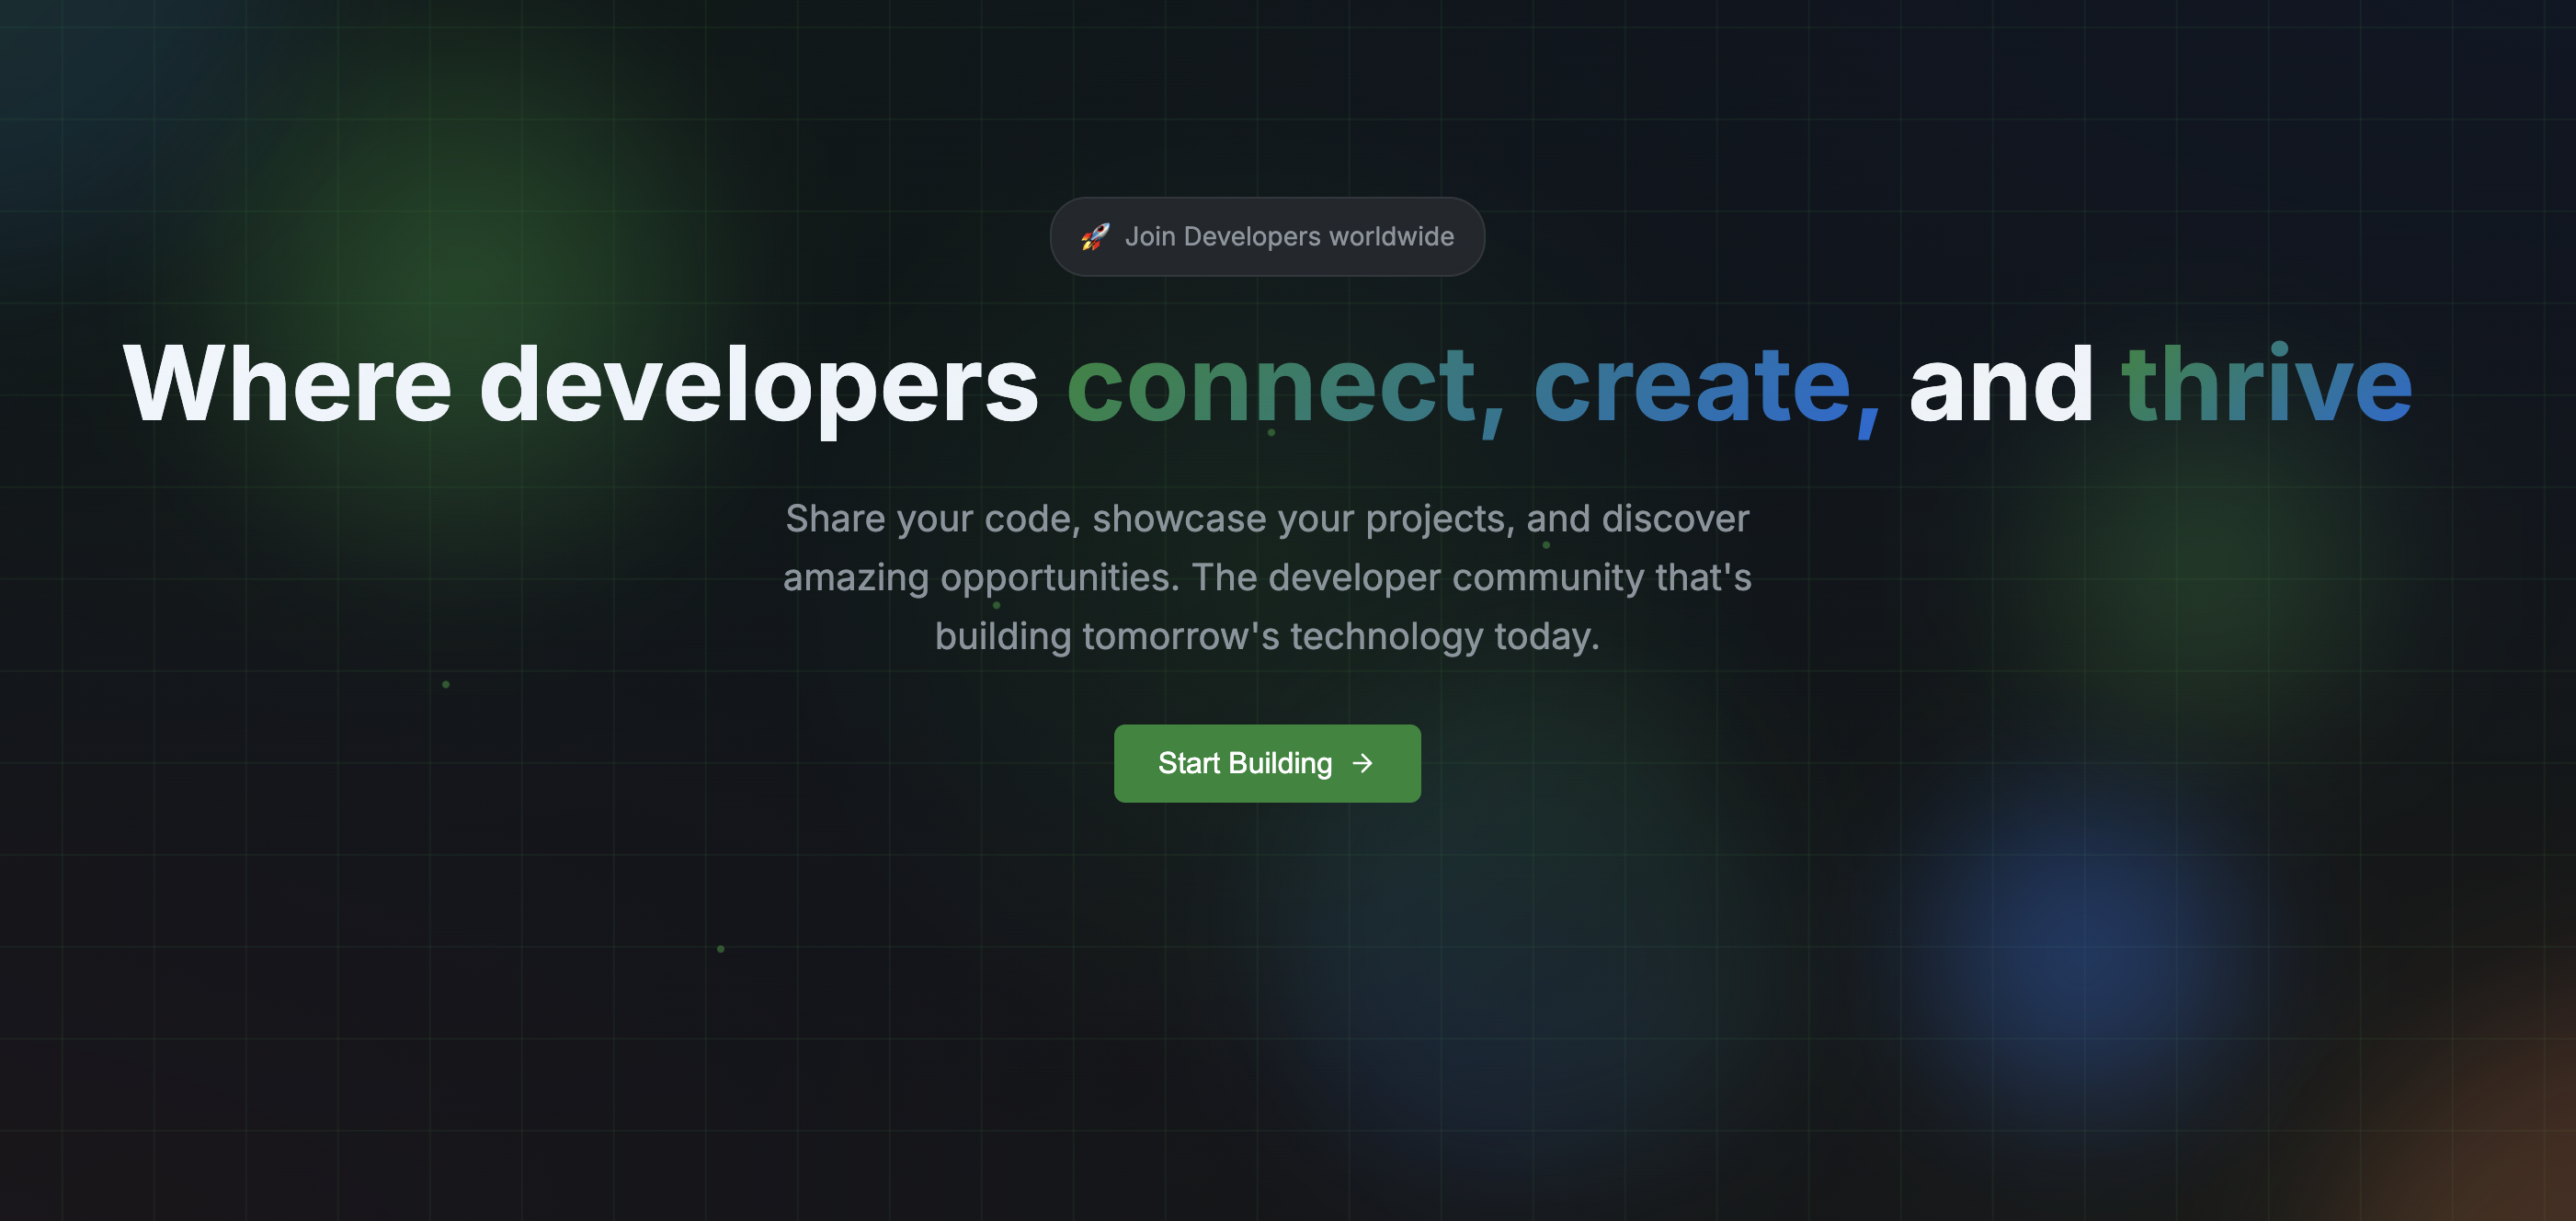 🚀 Join Developers worldwide
Where developers connect, create, and thrive
Share your code, showcase your projects, and discover
amazing opportunities. The developer community that's
building tomorrow's technology today.
Start Building →